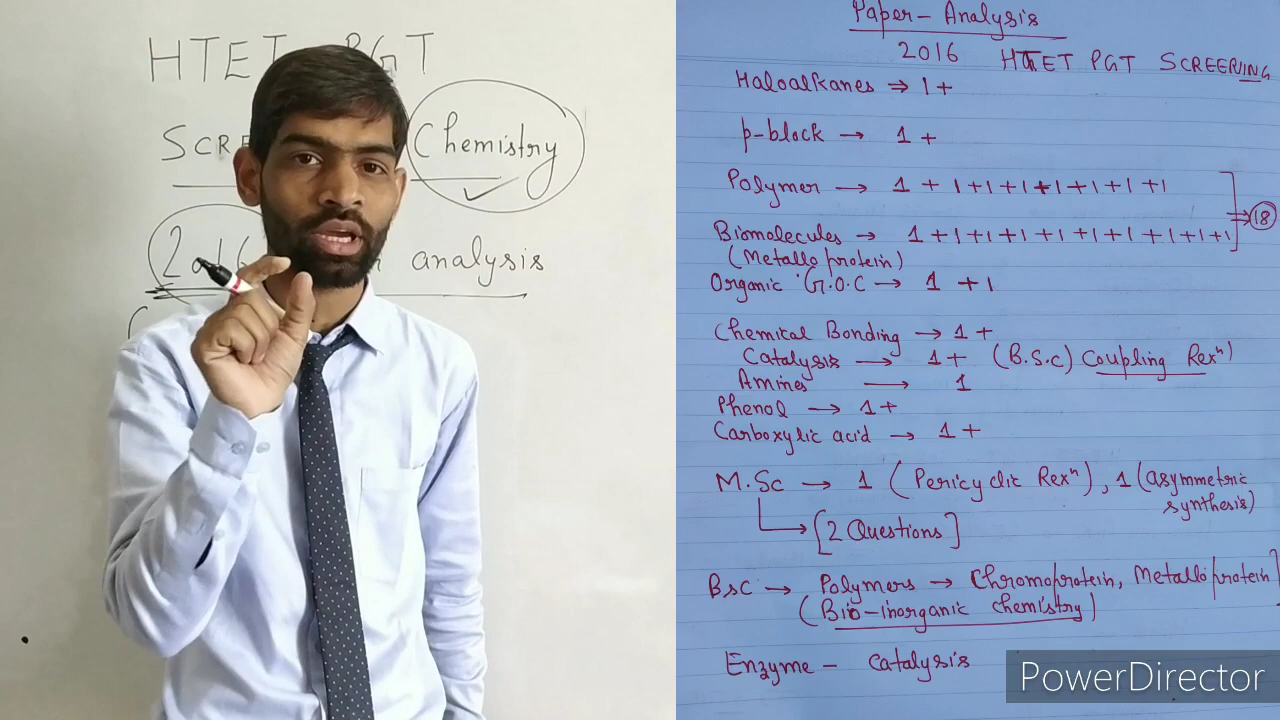 HTET PGT
Chemistry
analysis
Paper - Analysis
2016 HTET PGT SCREERING
Haloalkanes ⇒ 1+
p-block → 1 +
Polymer → 1 + 1+1+1+1+1+1+1
⇒ 18
Biomolecules → 1+1+1+1+1+1+1+1+1+1
(Metallo protein)
Organic G.O.C → 1 +1
Chemical Bonding → 1 +
Catalysis → 1+ (B.S.c) Coupling Rexⁿ)
Amines → 1
Phenol → 1+
Carboxylic acid → 1 +
M.Sc → 1 (Pericyclic Rexⁿ), 1 (asymmetric
synthesis)
→ [2 Questions]
BSC → Polymers → Chromoprotein, Metalloprotein]
(Bio-inorganic chemistry)
Enzyme - Catalysis
PowerDirector